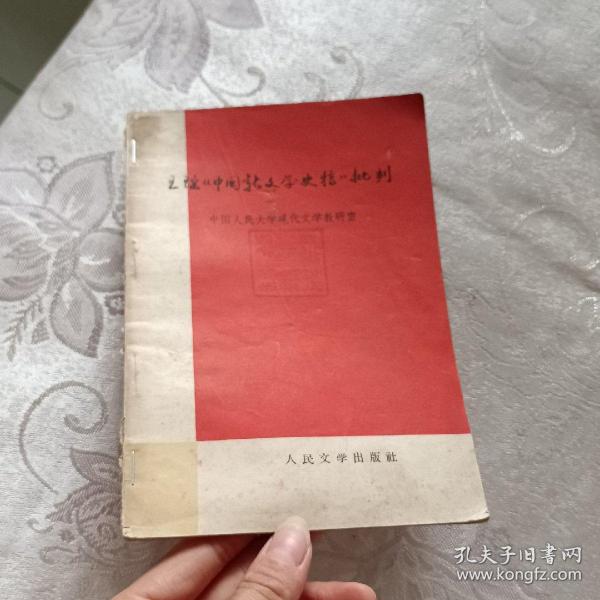 王瑶《中国新文学史稿》批判
中国人民大学现代文学教研室
人民文学出版社
孔夫子旧书网
www.kongfz.com